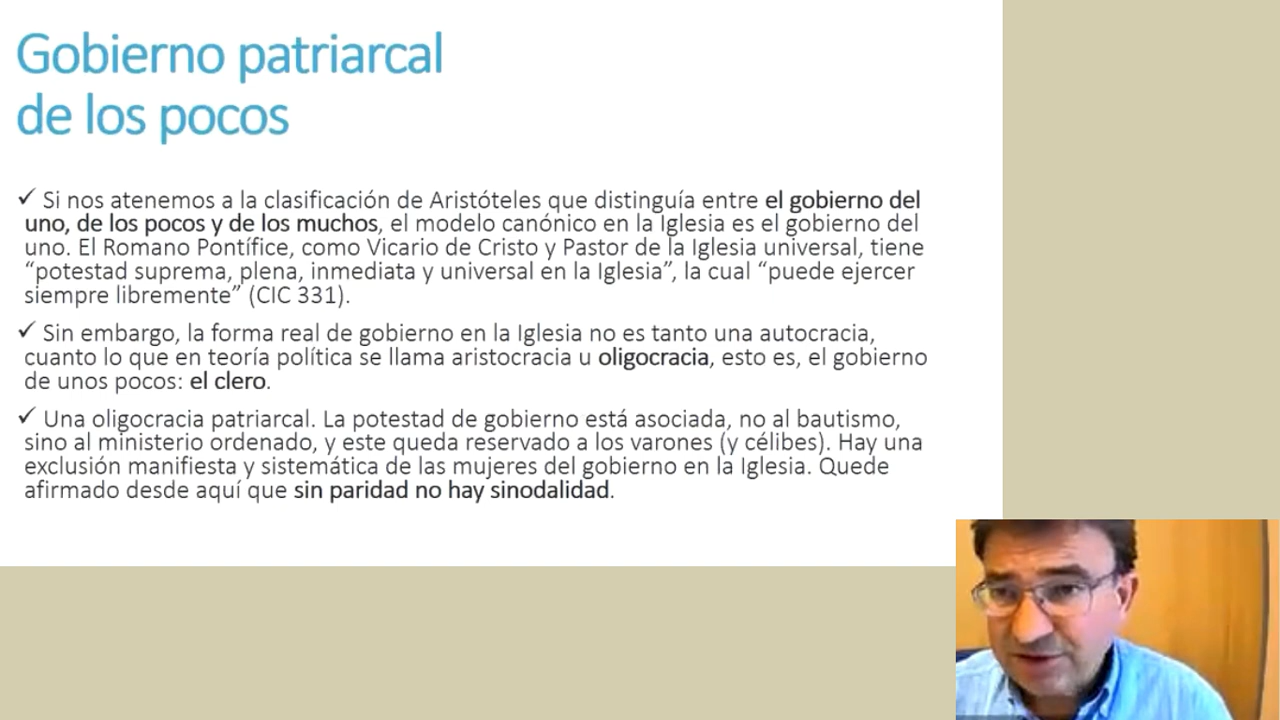 Gobierno patriarcal
de los pocos
✓ Si nos atenemos a la clasificación de Aristóteles que distinguía entre el gobierno del
uno, de los pocos y de los muchos, el modelo canónico en la Iglesia es el gobierno del
uno. El Romano Pontífice, como Vicario de Cristo y Pastor de la Iglesia universal, tiene
“potestad suprema, plena, inmediata y universal en la Iglesia”, la cual “puede ejercer
siempre libremente” (CIC 331).
✓ Sin embargo, la forma real de gobierno en la Iglesia no es tanto una autocracia,
cuanto lo que en teoría política se llama aristocracia u oligocracia, esto es, el gobierno
de unos pocos: el clero.
✓ Una oligocracia patriarcal. La potestad de gobierno está asociada, no al bautismo,
sino al ministerio ordenado, y este queda reservado a los varones (y célibes). Hay una
exclusión manifiesta y sistemática de las mujeres del gobierno en la Iglesia. Quede
afirmado desde aquí que sin paridad no hay sinodalidad.